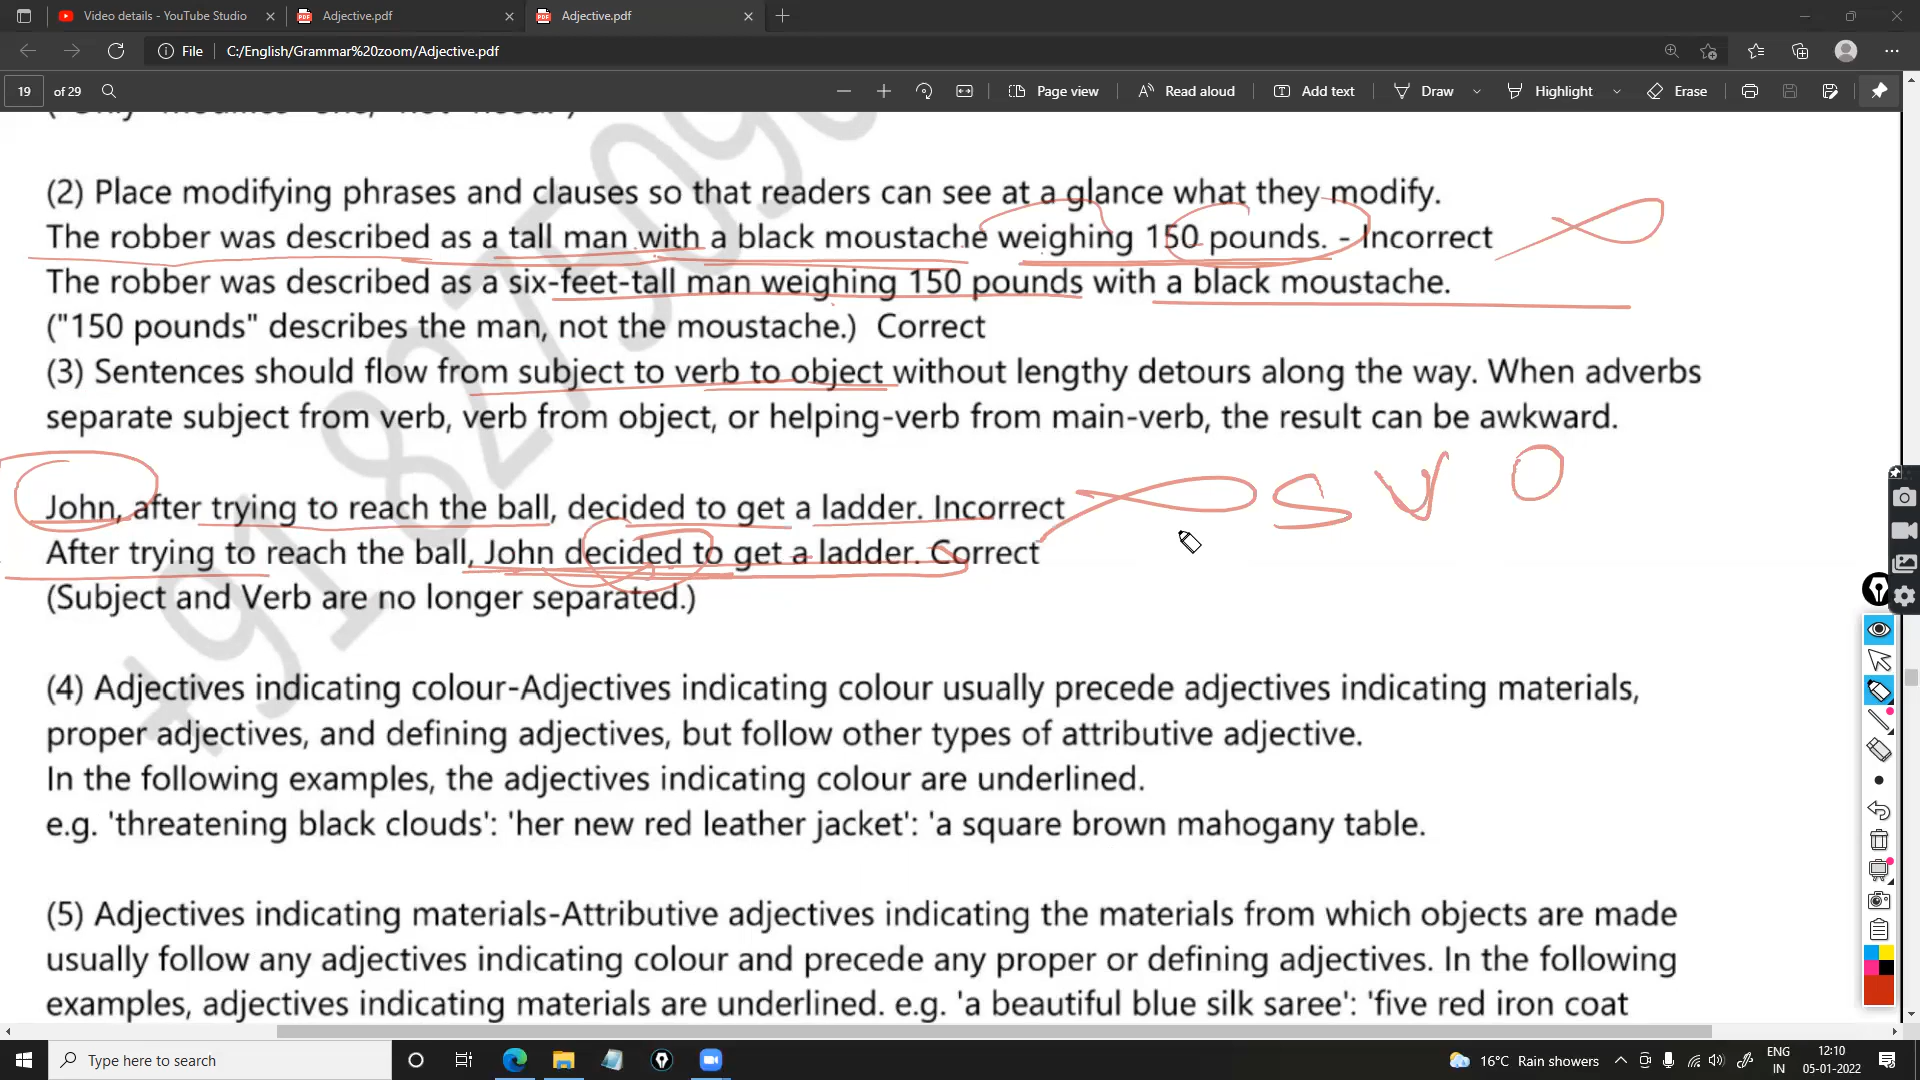 Video details - YouTube Studio
Adjective.pdf
Adjective.pdf
File
C:/English/Grammar%20zoom/Adjective.pdf
19 of 29
Page view
Read aloud
Add text
Draw
Highlight
Erase
(2) Place modifying phrases and clauses so that readers can see at a glance what they modify.
The robber was described as a tall man with a black moustache weighing 150 pounds. - Incorrect
The robber was described as a six-feet-tall man weighing 150 pounds with a black moustache.
("150 pounds" describes the man, not the moustache.) Correct
(3) Sentences should flow from subject to verb to object without lengthy detours along the way. When adverbs
separate subject from verb, verb from object, or helping-verb from main-verb, the result can be awkward.
S V O
John, after trying to reach the ball, decided to get a ladder. Incorrect
After trying to reach the ball, John decided to get a ladder. Correct
(Subject and Verb are no longer separated.)
(4) Adjectives indicating colour-Adjectives indicating colour usually precede adjectives indicating materials,
proper adjectives, and defining adjectives, but follow other types of attributive adjective.
In the following examples, the adjectives indicating colour are underlined.
e.g. 'threatening black clouds': 'her new red leather jacket': 'a square brown mahogany table.
(5) Adjectives indicating materials-Attributive adjectives indicating the materials from which objects are made
usually follow any adjectives indicating colour and precede any proper or defining adjectives. In the following
examples, adjectives indicating materials are underlined. e.g. 'a beautiful blue silk saree': 'five red iron coat
Type here to search
16°C Rain showers
ENG
IN
12:10
05-01-2022